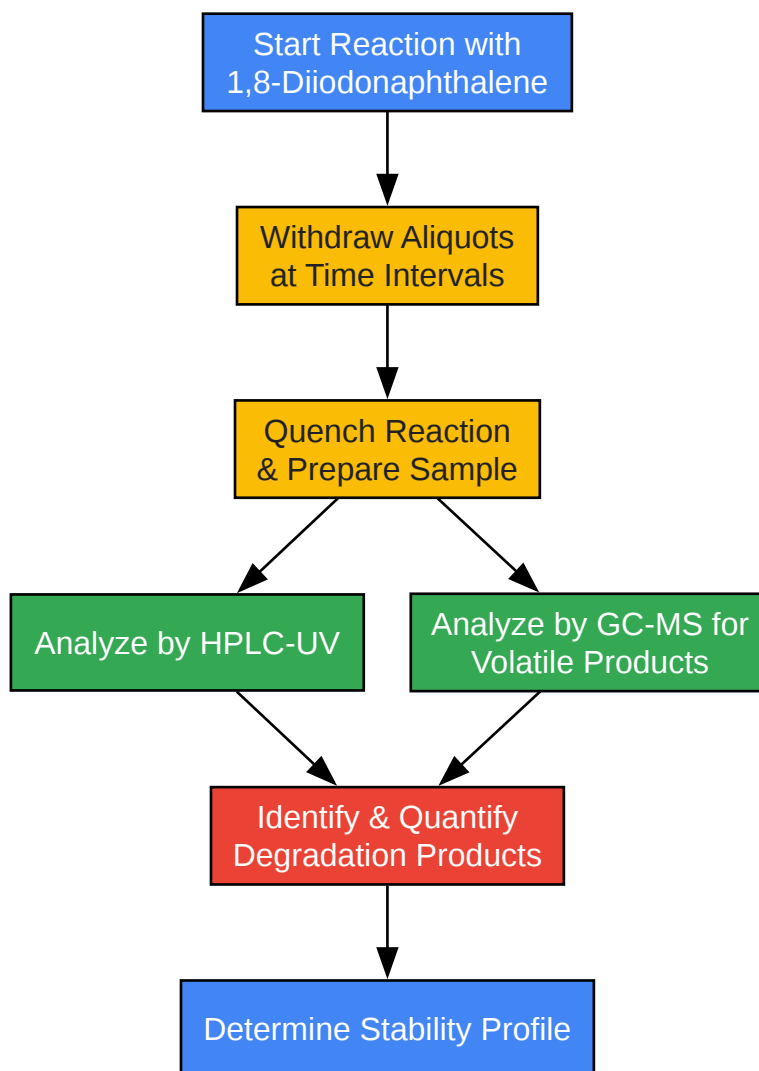 Start Reaction with
1,8-Diiodonaphthalene
Withdraw Aliquots
at Time Intervals
Quench Reaction
& Prepare Sample
Analyze by HPLC-UV
Analyze by GC-MS for
Volatile Products
Identify & Quantify
Degradation Products
Determine Stability Profile